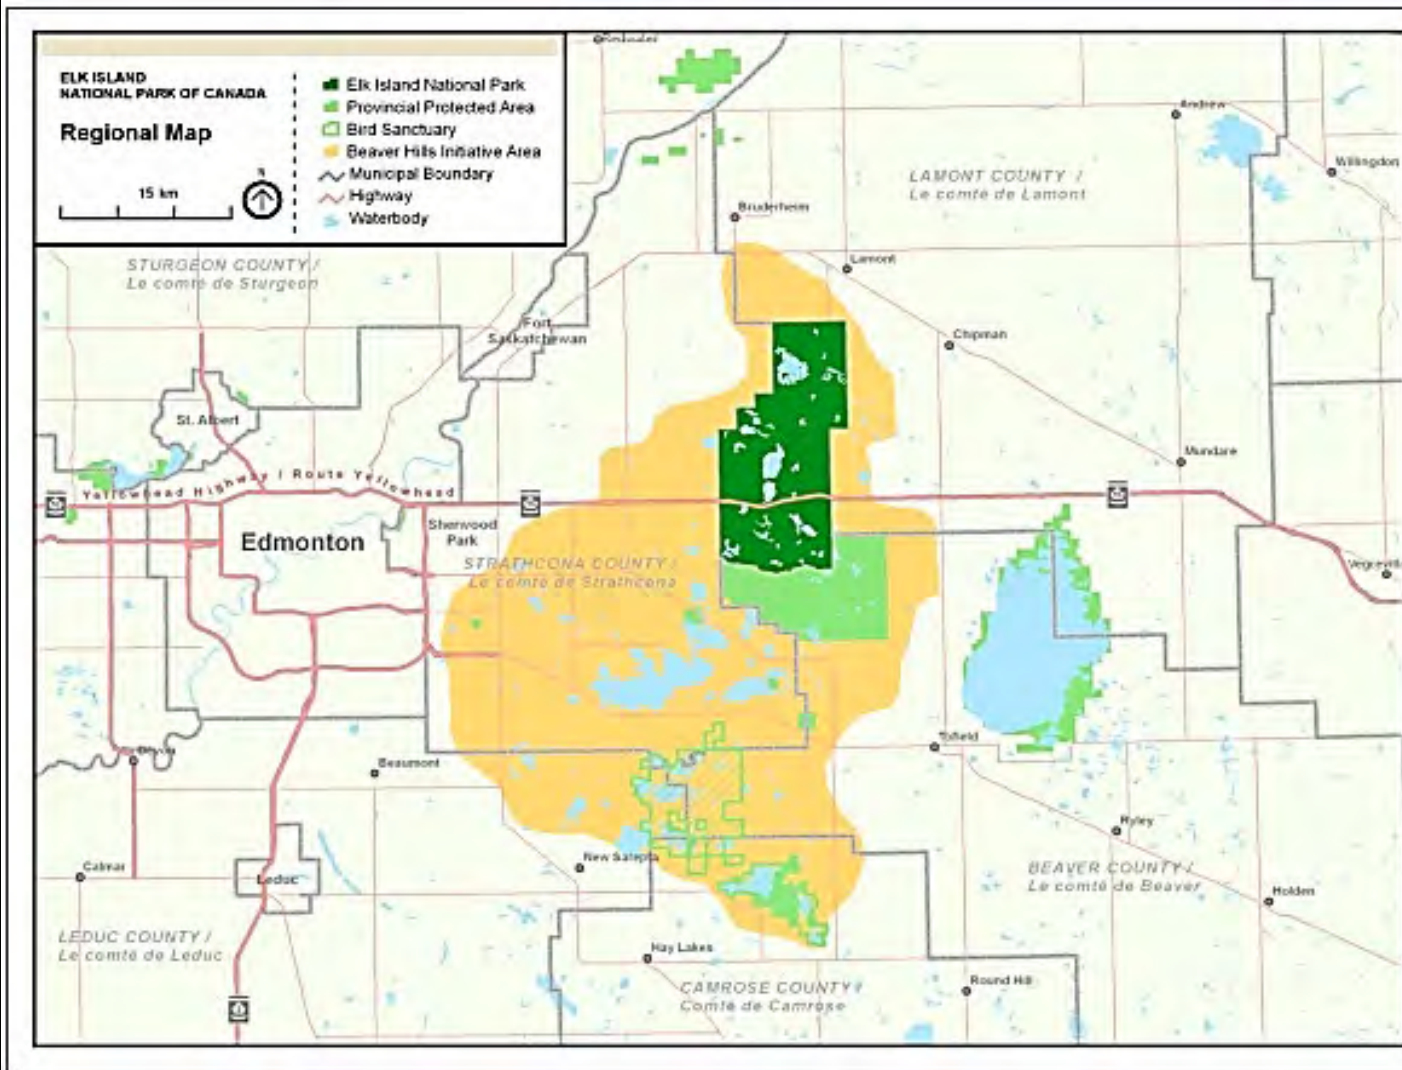 ELK ISLAND
NATIONAL PARK OF CANADA
Regional Map
15 km
N
Elk Island National Park
Provincial Protected Area
Bird Sanctuary
Beaver Hills Initiative Area
Municipal Boundary
Highway
Waterbody
Redwater
Andrew
Willingdon
LAMONT COUNTY /
Le comté de Lamont
Bruderheim
Lamont
STURGEON COUNTY /
Le comté de Sturgeon
Fort
Saskatchewan
Chipman
St. Albert
Mundare
Yellowhead Highway / Route Yellowhead
Edmonton
Sherwood
Park
STRATHCONA COUNTY /
Le comté de Strathcona
Vegreville
Devon
Beaumont
Tofield
Ryley
Calmar
Leduc
New Sarepta
BEAVER COUNTY /
Le comté de Beaver
Holden
LEDUC COUNTY /
Le comté de Leduc
Hay Lakes
Round Hill
CAMROSE COUNTY /
Comté de Camrose